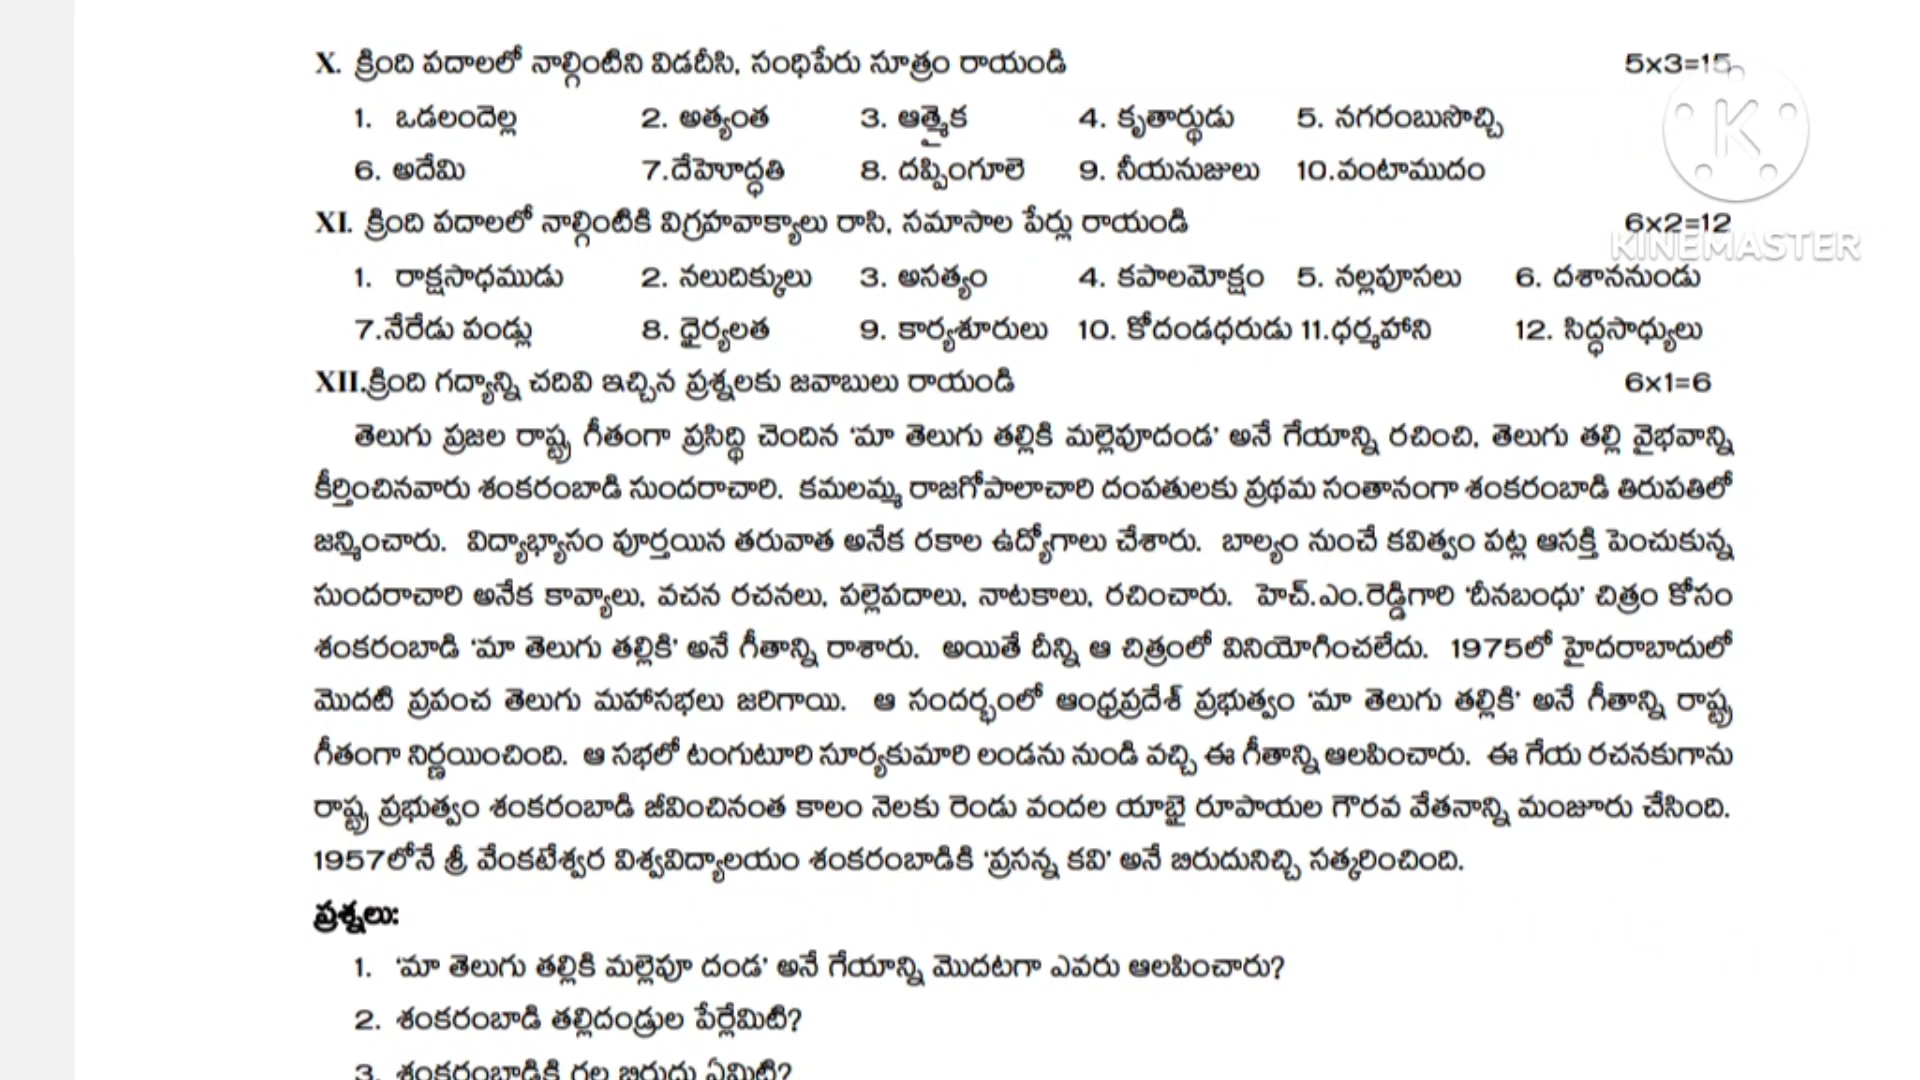 X. క్రింది పదాలలో నాల్గింటిని విడదీసి, సంధిపేరు సూత్రం రాయండి 5x3=15
1. ఒడలందెల్ల 2. అత్యంత 3. ఆత్మైక 4. కృతార్థుడు 5. నగరంబుసొచ్చి
6. అదేమి 7.దేహోద్ధతి 8. దప్పింగూలె 9. నీయనుజులు 10.వంటాముదం
XI. క్రింది పదాలలో నాల్గింటికి విగ్రహవాక్యాలు రాసి, సమాసాల పేర్లు రాయండి 6x2=12
KINEMASTER
1. రాక్షసాధముడు 2. నలుదిక్కులు 3. అసత్యం 4. కపాలమోక్షం 5. నల్లపూసలు 6. దశాననుండు
7.నేరేడు పండ్లు 8. ధైర్యలత 9. కార్యశూరులు 10. కోదండధరుడు 11.ధర్మహాని 12. సిద్ధసాధ్యులు
XII.క్రింది గద్యాన్ని చదివి ఇచ్చిన ప్రశ్నలకు జవాబులు రాయండి 6x1=6
తెలుగు ప్రజల రాష్ట్ర గీతంగా ప్రసిద్ధి చెందిన 'మా తెలుగు తల్లికి మల్లెపూదండ' అనే గేయాన్ని రచించి, తెలుగు తల్లి వైభవాన్ని
కీర్తించినవారు శంకరంబాడి సుందరాచారి. కమలమ్మ రాజగోపాలాచారి దంపతులకు ప్రథమ సంతానంగా శంకరంబాడి తిరుపతిలో
జన్మించారు. విద్యాభ్యాసం పూర్తయిన తరువాత అనేక రకాల ఉద్యోగాలు చేశారు. బాల్యం నుంచే కవిత్వం పట్ల ఆసక్తి పెంచుకున్న
సుందరాచారి అనేక కావ్యాలు, వచన రచనలు, పల్లెపదాలు, నాటకాలు, రచించారు. హెచ్.ఎం.రెడ్డిగారి 'దీనబంధు' చిత్రం కోసం
శంకరంబాడి 'మా తెలుగు తల్లికి' అనే గీతాన్ని రాశారు. అయితే దీన్ని ఆ చిత్రంలో వినియోగించలేదు. 1975లో హైదరాబాదులో
మొదటి ప్రపంచ తెలుగు మహాసభలు జరిగాయి. ఆ సందర్భంలో ఆంధ్రప్రదేశ్ ప్రభుత్వం 'మా తెలుగు తల్లికి' అనే గీతాన్ని రాష్ట్ర
గీతంగా నిర్ణయించింది. ఆ సభలో టంగుటూరి సూర్యకుమారి లండను నుండి వచ్చి ఈ గీతాన్ని ఆలపించారు. ఈ గేయ రచనకుగాను
రాష్ట్ర ప్రభుత్వం శంకరంబాడి జీవించినంత కాలం నెలకు రెండు వందల యాభై రూపాయల గౌరవ వేతనాన్ని మంజూరు చేసింది.
1957లోనే శ్రీ వేంకటేశ్వర విశ్వవిద్యాలయం శంకరంబాడికి 'ప్రసన్న కవి' అనే బిరుదునిచ్చి సత్కరించింది.
ప్రశ్నలు:
1. 'మా తెలుగు తల్లికి మల్లెపూ దండ' అనే గేయాన్ని మొదటగా ఎవరు ఆలపించారు?
2. శంకరంబాడి తల్లిదండ్రుల పేర్లేమిటి?
3. శంకరంబాడికి గల బిరుదు ఏమిటి?